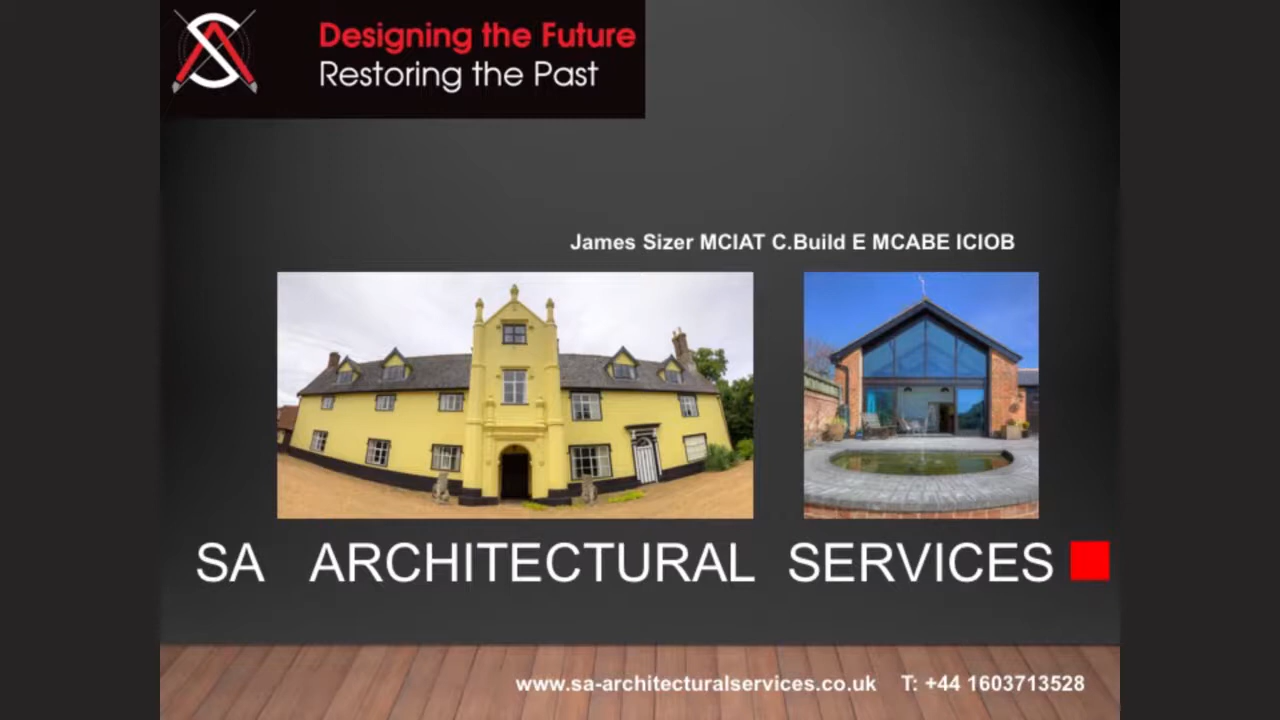 Designing the Future
Restoring the Past
James Sizer MCIAT C.Build E MCABE ICIOB
SA ARCHITECTURAL SERVICES
www.sa-architecturalservices.co.uk T: +44 1603713528